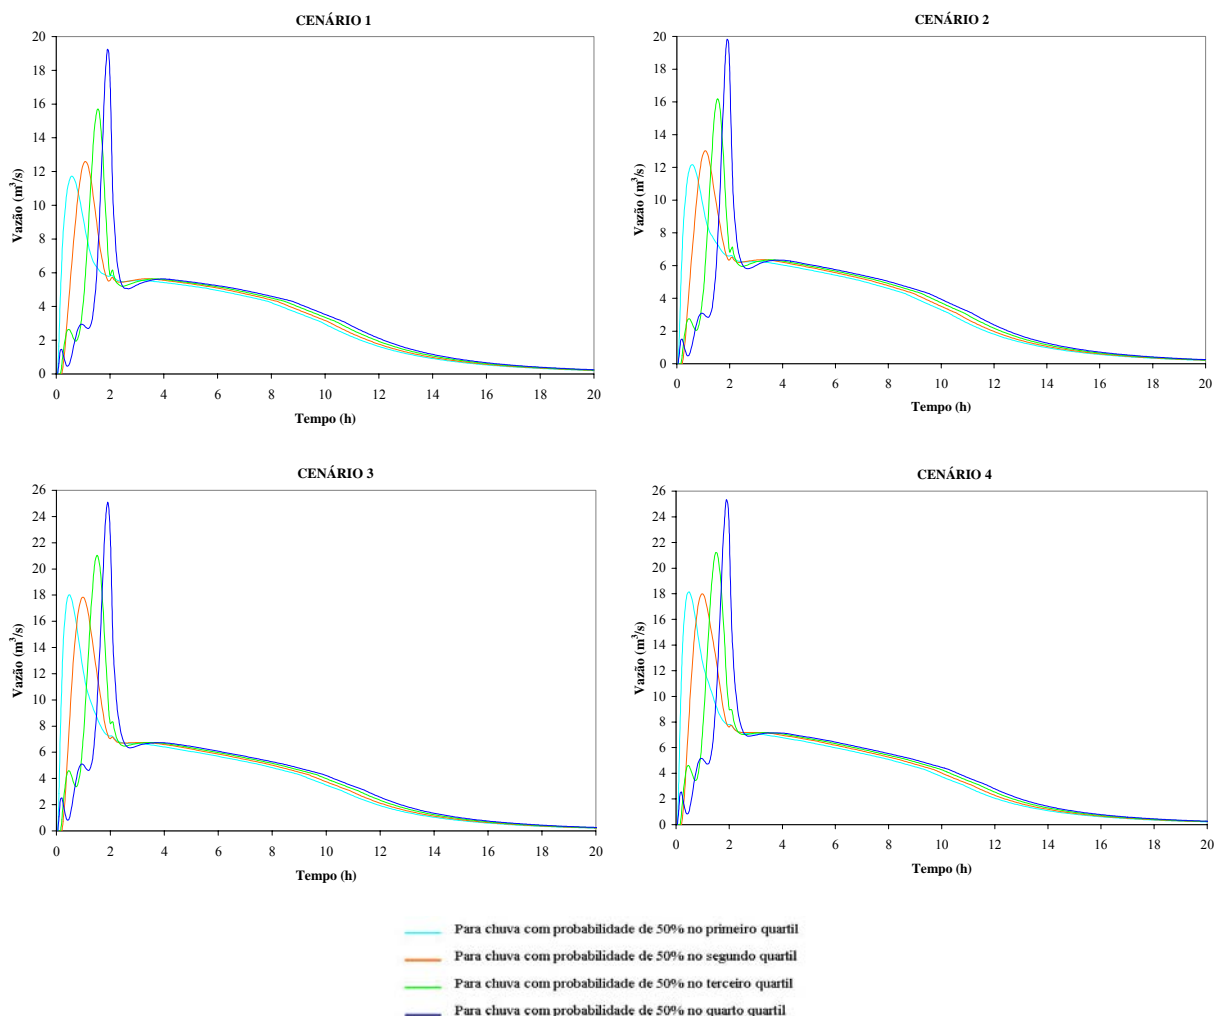 CENÁRIO 1
20
18
16
14
12
10
8
6
4
2
0
Vazão (m³/s)
0 2 4 6 8 10 12 14 16 18 20
Tempo (h)
CENÁRIO 2
20
18
16
14
12
10
8
6
4
2
0
Vazão (m³/s)
0 2 4 6 8 10 12 14 16 18 20
Tempo (h)
CENÁRIO 3
26
24
22
20
18
16
14
12
10
8
6
4
2
0
Vazão (m³/s)
0 2 4 6 8 10 12 14 16 18 20
Tempo (h)
CENÁRIO 4
26
24
22
20
18
16
14
12
10
8
6
4
2
0
Vazão (m³/s)
0 2 4 6 8 10 12 14 16 18 20
Tempo (h)
Para chuva com probabilidade de 50% no primeiro quartil
Para chuva com probabilidade de 50% no segundo quartil
Para chuva com probabilidade de 50% no terceiro quartil
Para chuva com probabilidade de 50% no quarto quartil